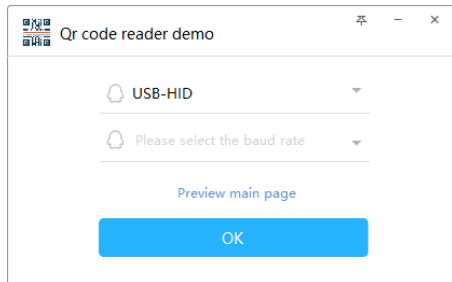 Qr code reader demo
USB-HID
Please select the baud rate
Preview main page
OK